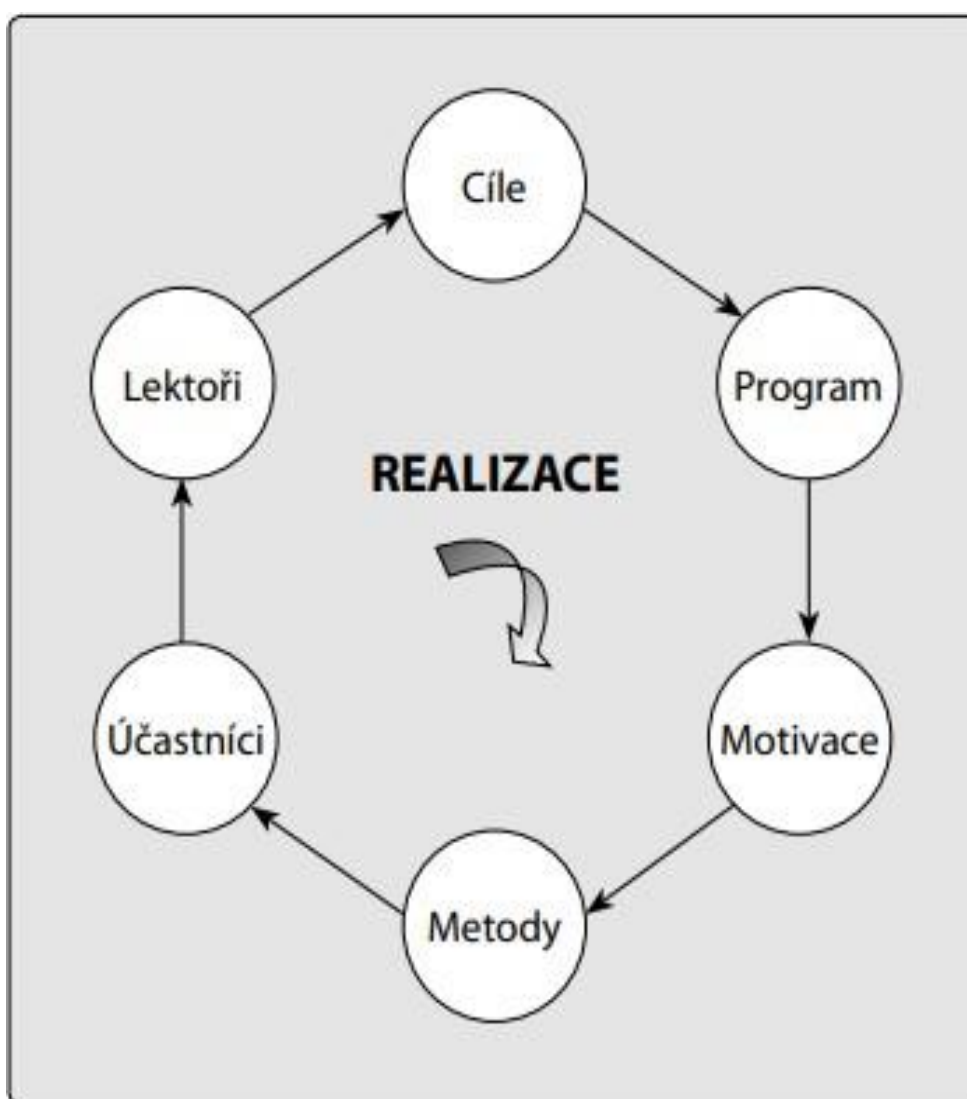 Cíle
Lektoři
Program
REALIZACE
Účastníci
Motivace
Metody